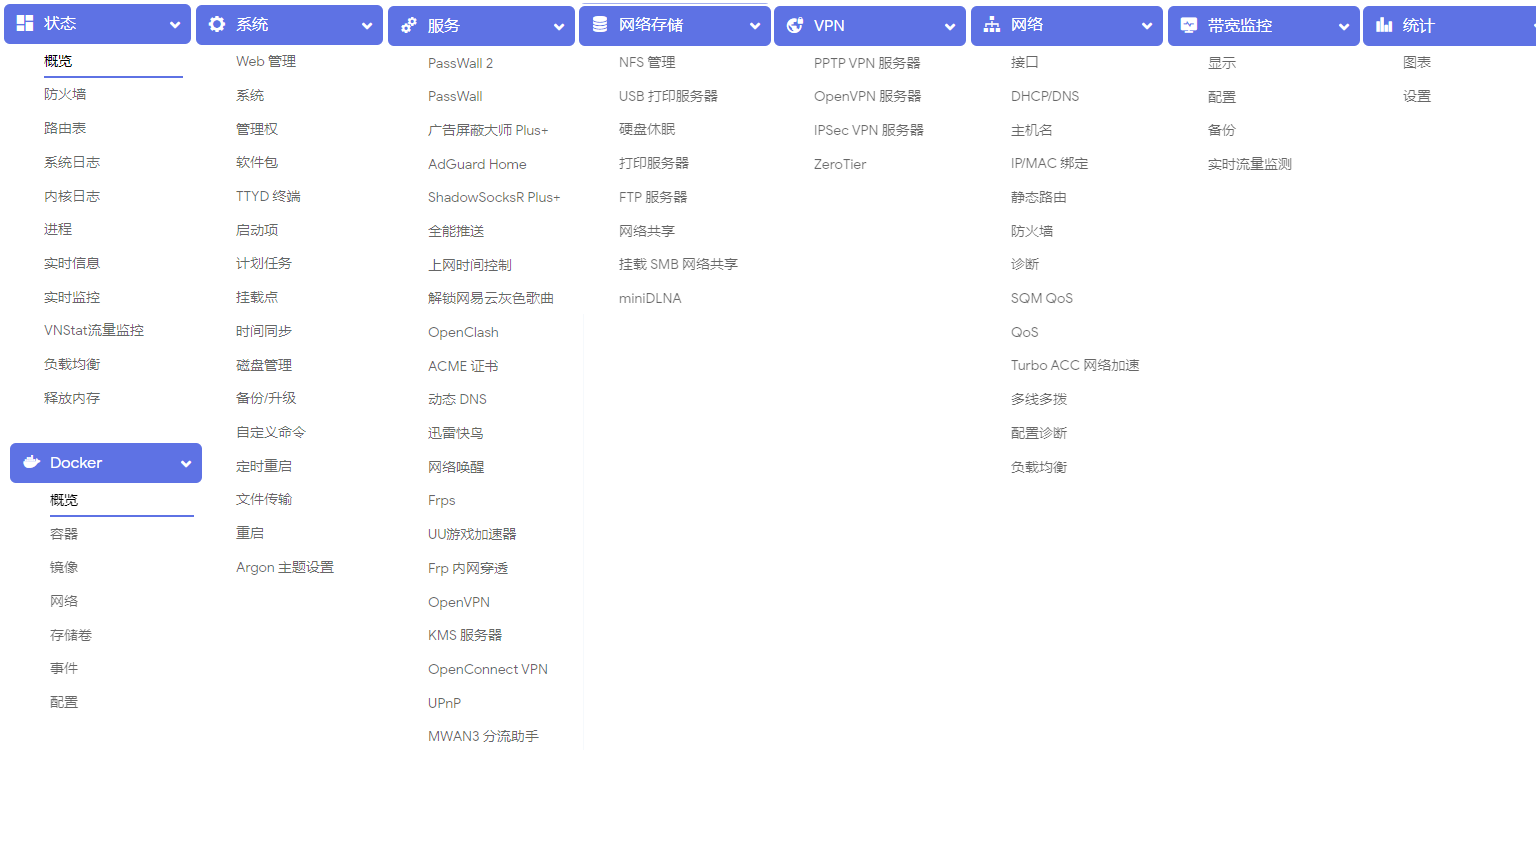 状态
概览
防火墙
路由表
系统日志
内核日志
进程
实时信息
实时监控
VNStat流量监控
负载均衡
释放内存
Docker
概览
容器
镜像
网络
存储卷
事件
配置
系统
Web 管理
系统
管理权
软件包
TTYD 终端
启动项
计划任务
挂载点
时间同步
磁盘管理
备份/升级
自定义命令
定时重启
文件传输
重启
Argon 主题设置
服务
PassWall 2
PassWall
广告屏蔽大师 Plus+
AdGuard Home
ShadowSocksR Plus+
全能推送
上网时间控制
解锁网易云灰色歌曲
OpenClash
ACME 证书
动态 DNS
迅雷快鸟
网络唤醒
Frps
UU游戏加速器
Frp 内网穿透
OpenVPN
KMS 服务器
OpenConnect VPN
UPnP
MWAN3 分流助手
网络存储
NFS 管理
USB 打印服务器
硬盘休眠
打印服务器
FTP 服务器
网络共享
挂载 SMB 网络共享
miniDLNA
VPN
PPTP VPN 服务器
OpenVPN 服务器
IPSec VPN 服务器
ZeroTier
网络
接口
DHCP/DNS
主机名
IP/MAC 绑定
静态路由
防火墙
诊断
SQM QoS
QoS
Turbo ACC 网络加速
多线多拨
配置诊断
负载均衡
带宽监控
显示
配置
备份
实时流量监测
统计
图表
设置